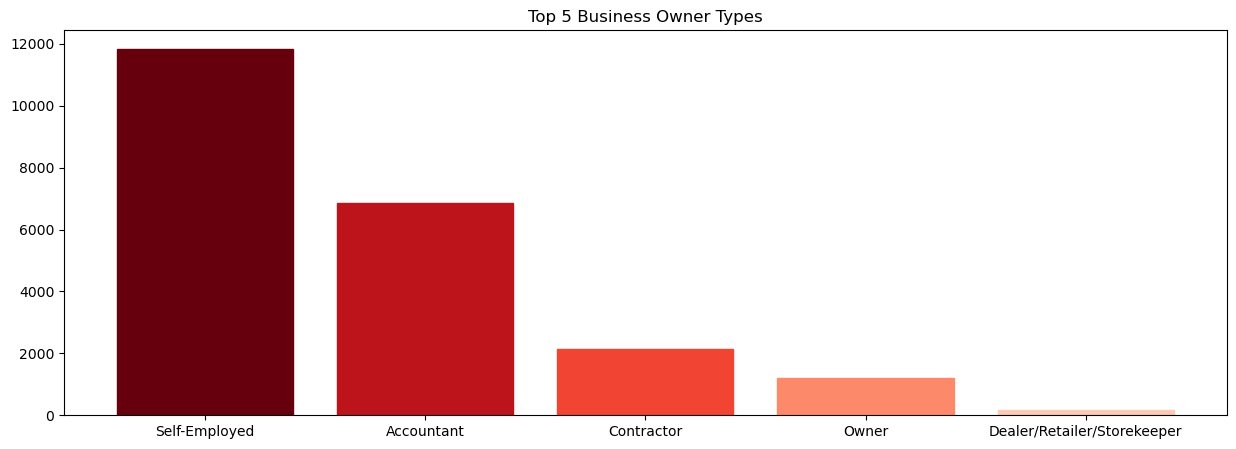 Top 5 Business Owner Types
12000
10000
8000
6000
4000
2000
0
Self-Employed
Accountant
Contractor
Owner
Dealer/Retailer/Storekeeper